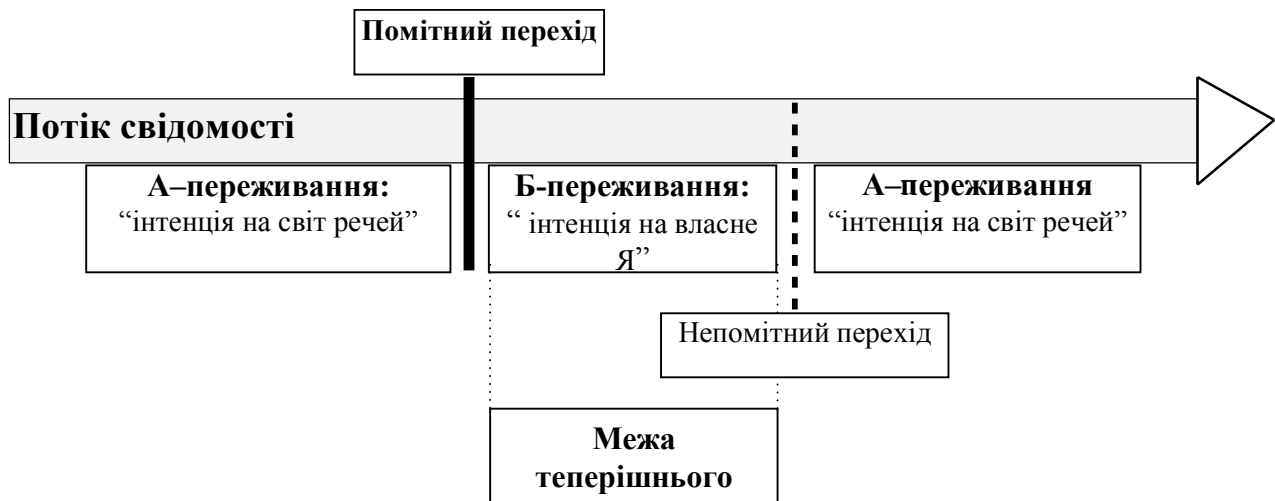 Помітний перехід
Потік свідомості
А–переживання:
“інтенція на світ речей”
Б-переживання:
“ інтенція на власне
Я”
А–переживання
“інтенція на світ речей”
Непомітний перехід
Межа
теперішнього